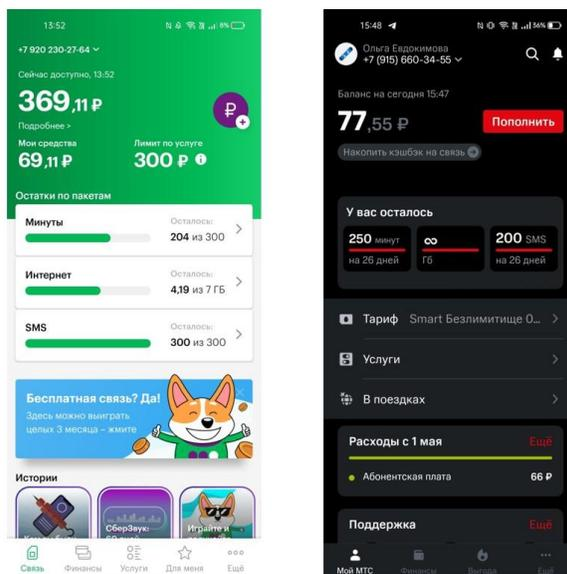 13:52
8%
+7 920 230-27-64
Сейчас доступно, 13:52
369,11 ₽
Подробнее >
Мои средства
Лимит по услуге
69,11 ₽
300 ₽
Остатки по пакетам
Минуты
Осталось:
204 из 300
Интернет
Осталось:
4,19 из 7 ГБ
SMS
Осталось:
300 из 300
Бесплатная связь? Да!
Здесь можно выиграть
целых 3 месяца – жмите
Истории
СберЗвук:
Играйте и
Связь
Финансы
Услуги
Для меня
Ещё
15:48
36%
Ольга Евдокимова
+7 (915) 660-34-55
Баланс на сегодня 15:47
77,55 ₽
Пополнить
Накопить кэшбэк на связь
У вас осталось
250 минут
на 26 дней
∞
Гб
200 SMS
на 26 дней
Тариф
Smart Безлимитище 0...
Услуги
В поездках
Расходы с 1 мая
Ещё
Абонентская плата
66 ₽
Поддержка
Ещё
Мой МТС
Финансы
Выгода
Ещё